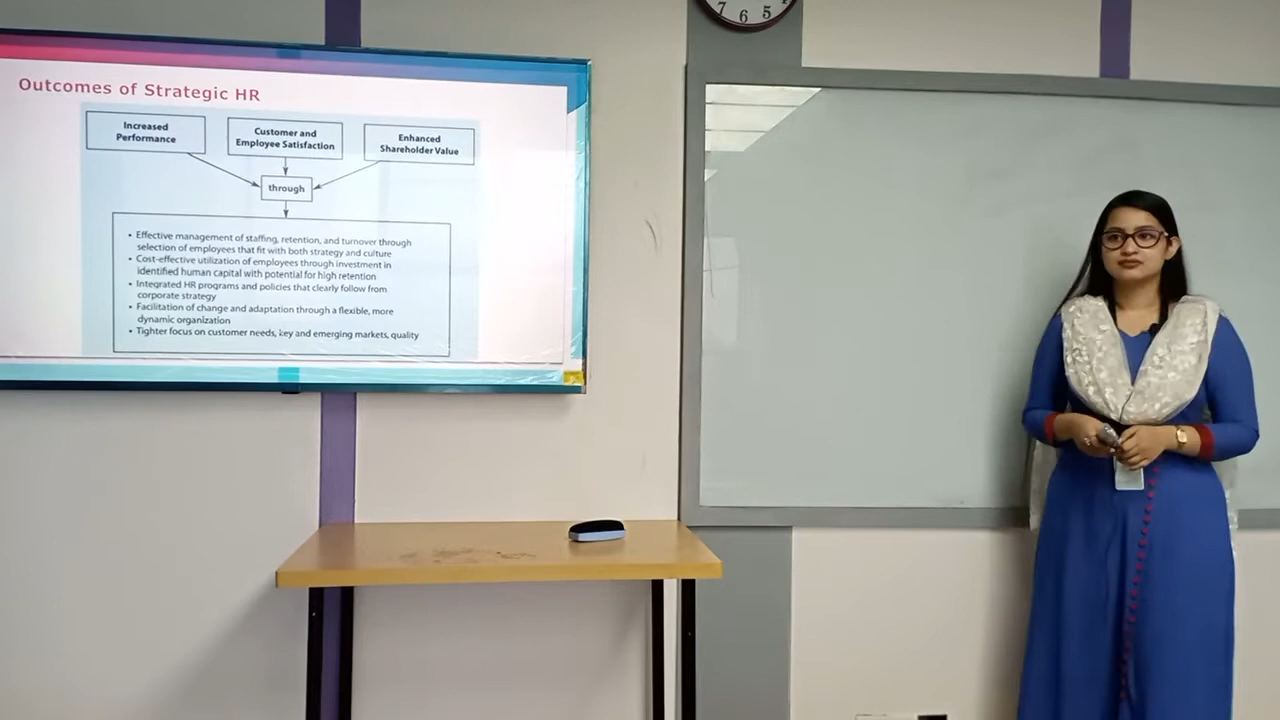 Outcomes of Strategic HR
Increased
Performance
Customer and
Employee Satisfaction
Enhanced
Shareholder Value
through
• Effective management of staffing, retention, and turnover through
selection of employees that fit with both strategy and culture
• Cost-effective utilization of employees through investment in
identified human capital with potential for high retention
• Integrated HR programs and policies that clearly follow from
corporate strategy
• Facilitation of change and adaptation through a flexible, more
dynamic organization
• Tighter focus on customer needs, key and emerging markets, quality
7 6 5